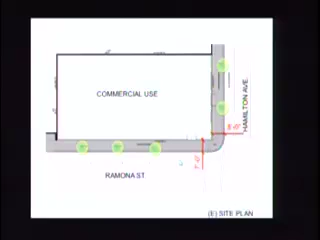 COMMERCIAL USE
HAMILTON AVE.
RAMONA ST
(E) SITE PLAN